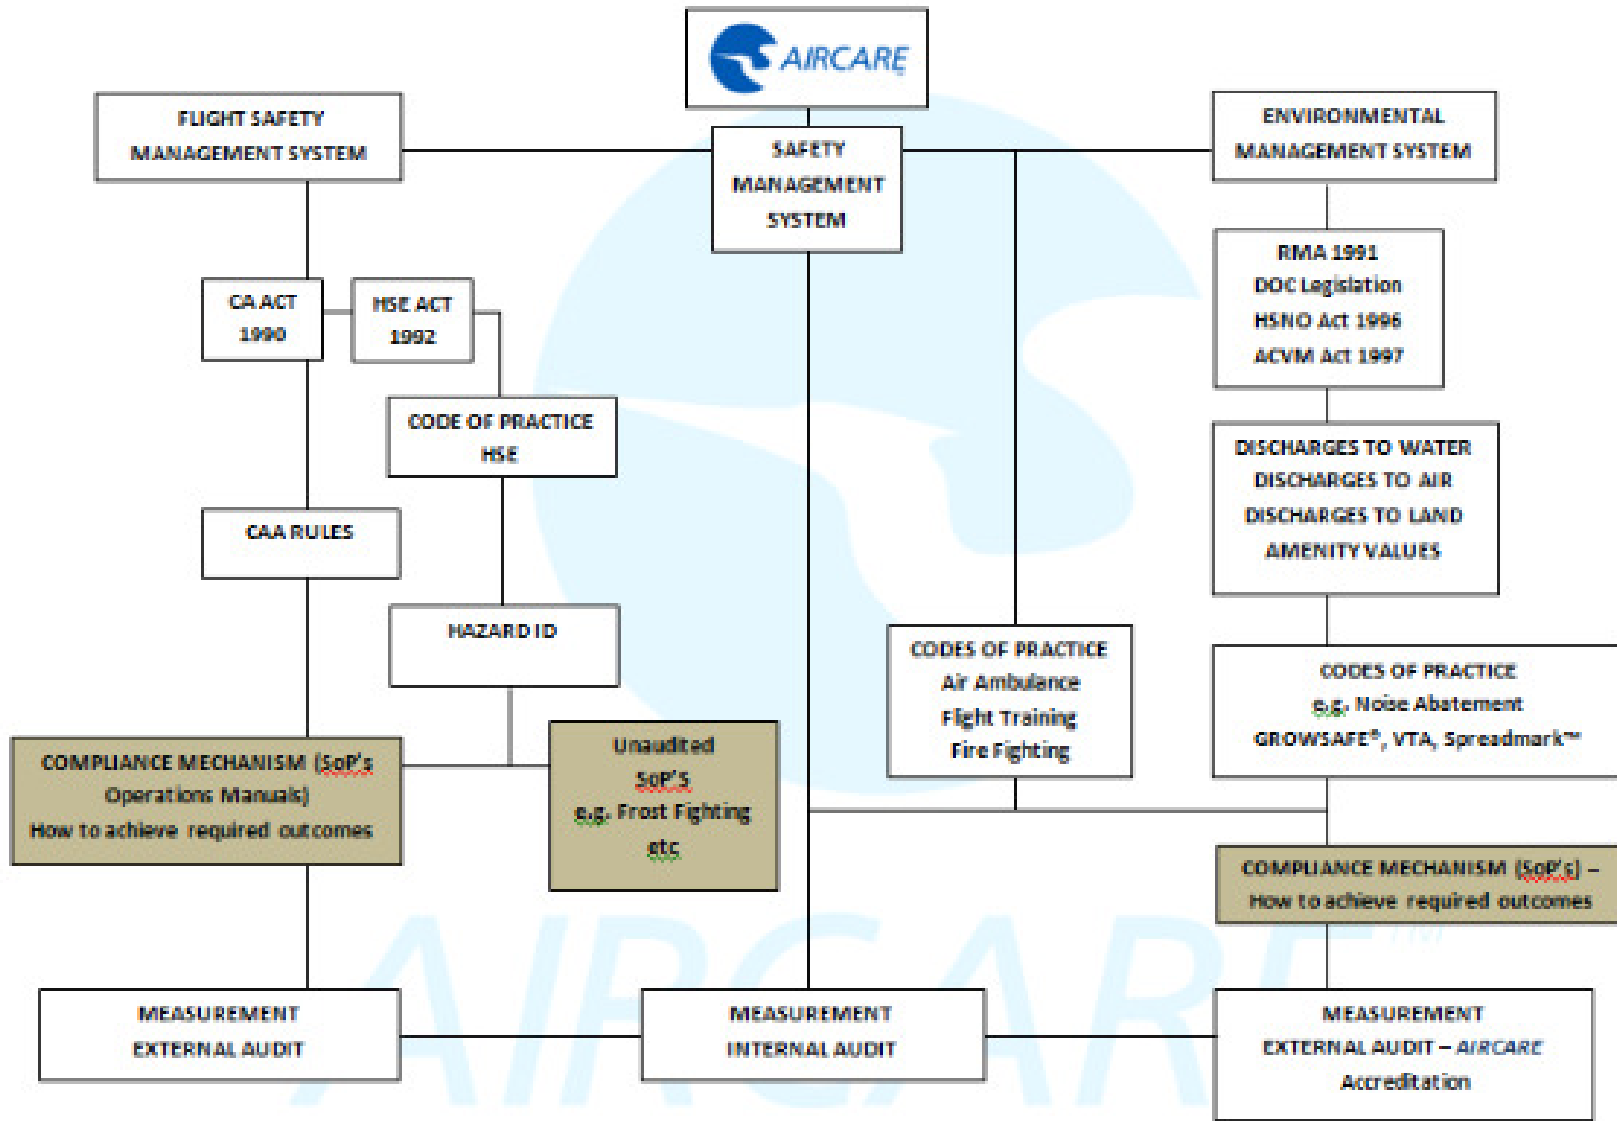 AIRCARE
FLIGHT SAFETY
MANAGEMENT SYSTEM
SAFETY
MANAGEMENT
SYSTEM
ENVIRONMENTAL
MANAGEMENT SYSTEM
CA ACT
1990
HSE ACT
1992
RMA 1991
DOC Legislation
HSNO Act 1996
ACVM Act 1997
CODE OF PRACTICE
HSE
DISCHARGES TO WATER
DISCHARGES TO AIR
DISCHARGES TO LAND
AMENITY VALUES
CAA RULES
HAZARD ID
CODES OF PRACTICE
Air Ambulance
Flight Training
Fire Fighting
CODES OF PRACTICE
e.g. Noise Abatement
GROWSAFE®, VTA, Spreadmark™
COMPLIANCE MECHANISM (SoP's
Operations Manuals)
How to achieve required outcomes
Unaudited
SoP'S
e.g. Frost Fighting
etc
COMPLIANCE MECHANISM (SoP's) –
How to achieve required outcomes
MEASUREMENT
EXTERNAL AUDIT
MEASUREMENT
INTERNAL AUDIT
MEASUREMENT
EXTERNAL AUDIT – AIRCARE
Accreditation
AIRCARE™